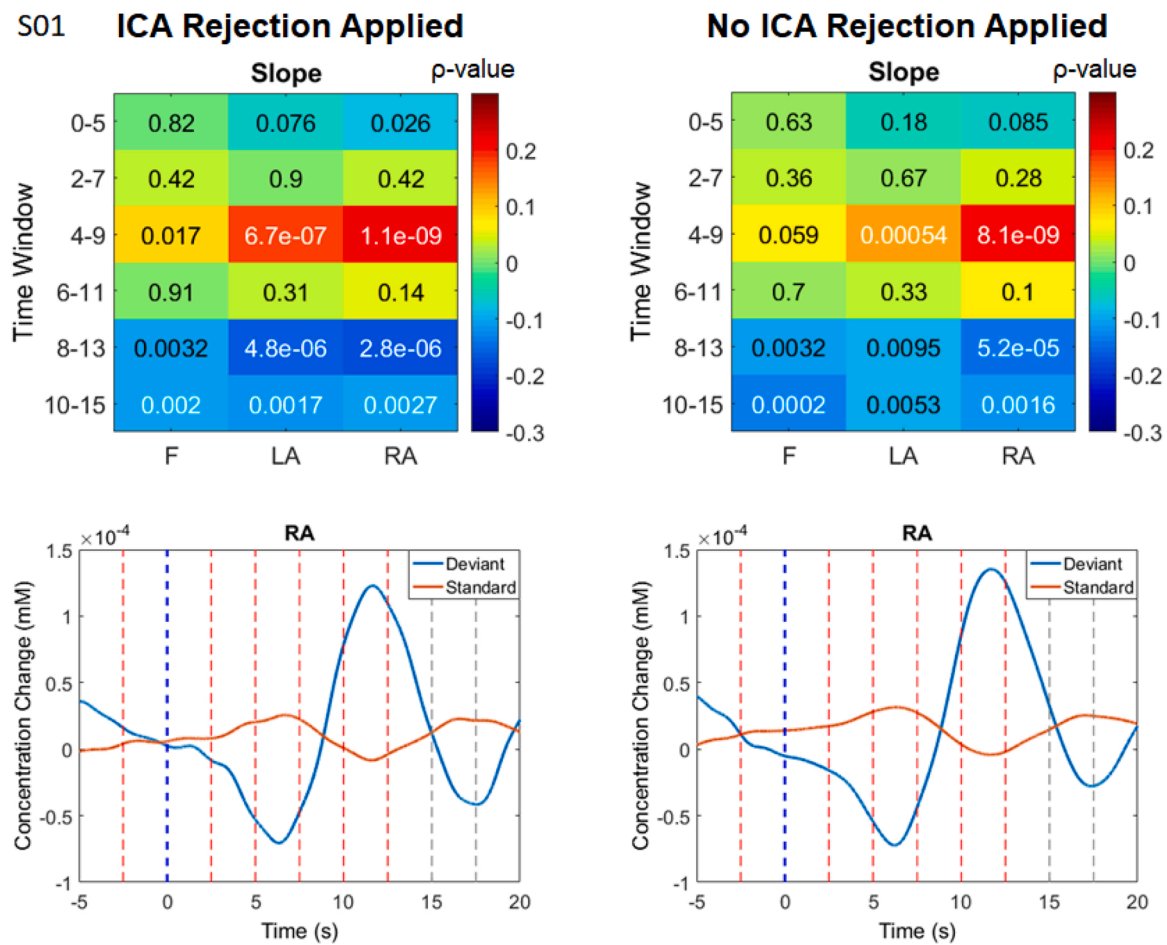 S01 ICA Rejection Applied No ICA Rejection Applied
Slope ρ-value Slope ρ-value
0-5 0.82 0.076 0.026 0-5 0.63 0.18 0.085
0.2 0.2
2-7 0.42 0.9 0.42 2-7 0.36 0.67 0.28
0.1 0.1
4-9 0.017 6.7e-07 1.1e-09 4-9 0.059 0.00054 8.1e-09
0 0
6-11 0.91 0.31 0.14 6-11 0.7 0.33 0.1
-0.1 -0.1
8-13 0.0032 4.8e-06 2.8e-06 8-13 0.0032 0.0095 5.2e-05
-0.2 -0.2
10-15 0.002 0.0017 0.0027 10-15 0.0002 0.0053 0.0016
-0.3 -0.3
F LA RA F LA RA
Time Window Time Window
×10⁻⁴ RA ×10⁻⁴ RA
1.5 1.5
Deviant Deviant
Standard Standard
1 1
0.5 0.5
0 0
-0.5 -0.5
-1 -1
Concentration Change (mM) Concentration Change (mM)
-5 0 5 10 15 20 -5 0 5 10 15 20
Time (s) Time (s)